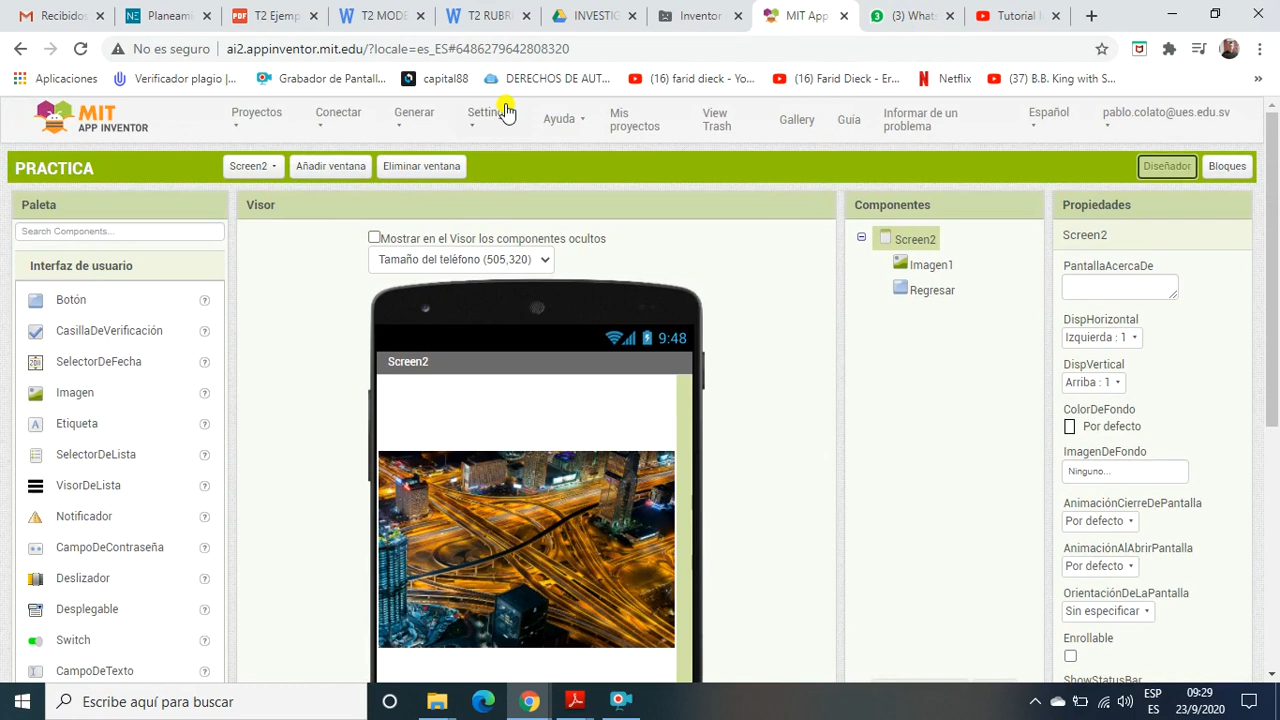 Recibidos
Planeami
T2 Ejemp
T2 MODE
T2 RUBRI
INVESTIG
Inventor
MIT App
(3) Whats
Tutorial In
No es seguro
ai2.appinventor.mit.edu/?locale=es_ES#6486279642808320
Aplicaciones
Verificador plagio /...
Grabador de Pantall...
capital88
DERECHOS DE AUT...
(16) farid dieck - Yo...
(16) Farid Dieck - Er...
Netflix
(37) B.B. King with S...
»
MIT
APP INVENTOR
Proyectos
Conectar
Generar
Ayuda
Mis proyectos
View Trash
Gallery
Guía
Informar de un problema
Español
pablo.colato@ues.edu.sv
PRACTICA
Screen2
Añadir ventana
Eliminar ventana
Diseñador
Bloques
Paleta
Search Components...
Interfaz de usuario
Botón
?
CasillaDeVerificación
?
SelectorDeFecha
?
Imagen
?
Etiqueta
?
SelectorDeLista
?
VisorDeLista
?
Notificador
?
CampoDeContraseña
?
Deslizador
?
Desplegable
?
Switch
?
CampoDeTexto
?
Visor
Mostrar en el Visor los componentes ocultos
Tamaño del teléfono (505,320)
9:48
Screen2
Componentes
Screen2
Imagen1
Regresar
Propiedades
Screen2
PantallaAcercaDe
DispHorizontal
Izquierda : 1
DispVertical
Arriba : 1
ColorDeFondo
Por defecto
ImagenDeFondo
Ninguno...
AnimaciónCierreDePantalla
Por defecto
AnimaciónAlAbrirPantalla
Por defecto
OrientaciónDeLaPantalla
Sin especificar
Enrollable
ShowStatusBar
Escribe aquí para buscar
ESP
ES
09:29
23/9/2020